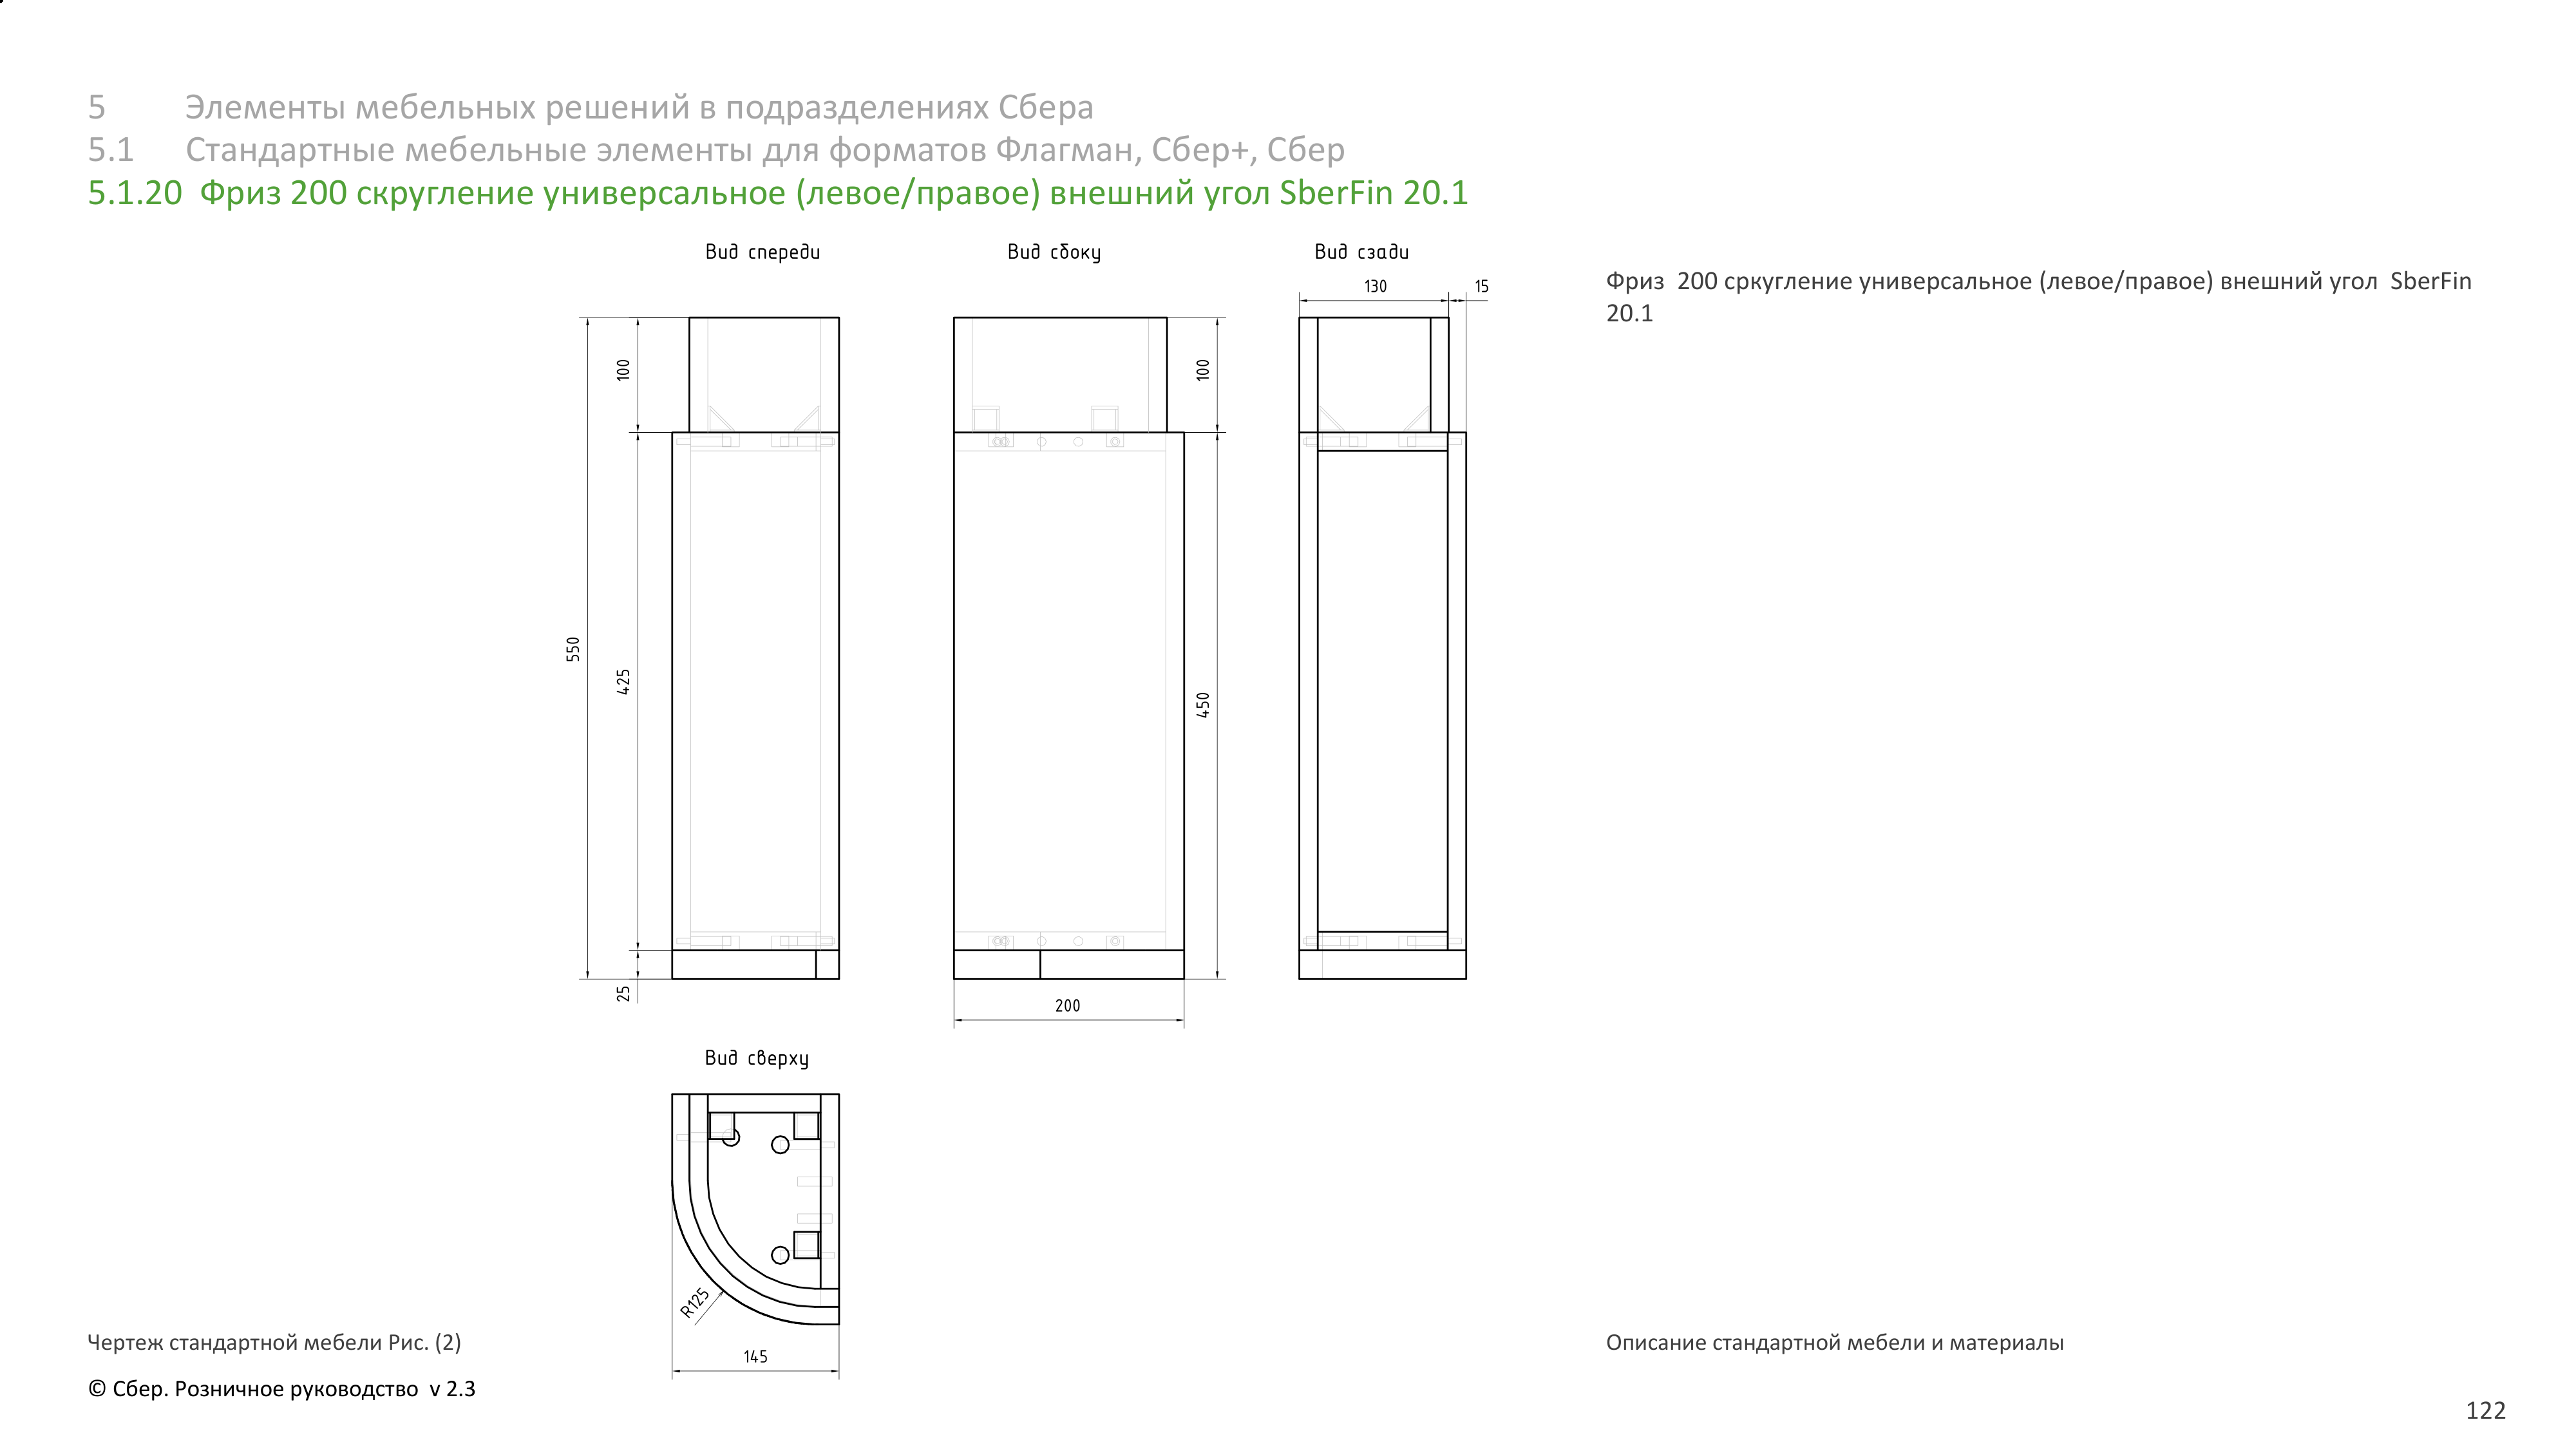 5 Элементы мебельных решений в подразделениях Сбера
5.1 Стандартные мебельные элементы для форматов Флагман, Сбер+, Сбер
5.1.20 Фриз 200 скругление универсальное (левое/правое) внешний угол SberFin 20.1
Вид спереди
Вид сбоку
Вид сзади
130
15
100
100
550
425
450
25
200
Вид сверху
R125
145
Фриз 200 сркугление универсальное (левое/правое) внешний угол SberFin
20.1
Чертеж стандартной мебели Рис. (2)
Описание стандартной мебели и материалы
© Сбер. Розничное руководство v 2.3
122